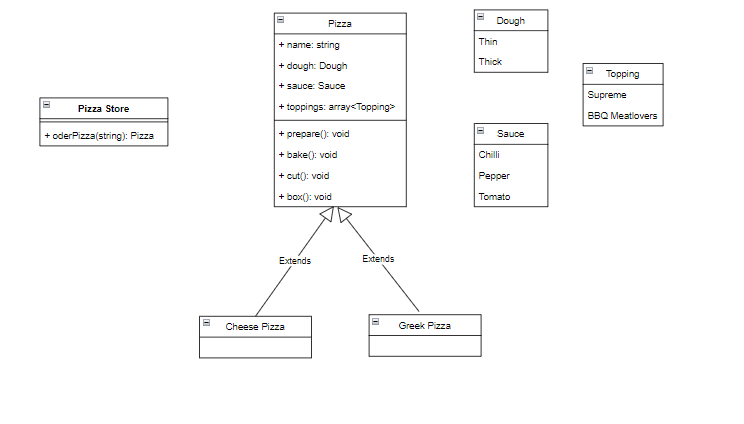 Pizza
+ name: string
+ dough: Dough
+ sauce: Sauce
+ toppings: array<Topping>
+ prepare(): void
+ bake(): void
+ cut(): void
+ box(): void
Dough
Thin
Thick
Topping
Supreme
BBQ Meatlovers
Pizza Store
+ oderPizza(string): Pizza
Sauce
Chilli
Pepper
Tomato
Extends
Extends
Cheese Pizza
Greek Pizza